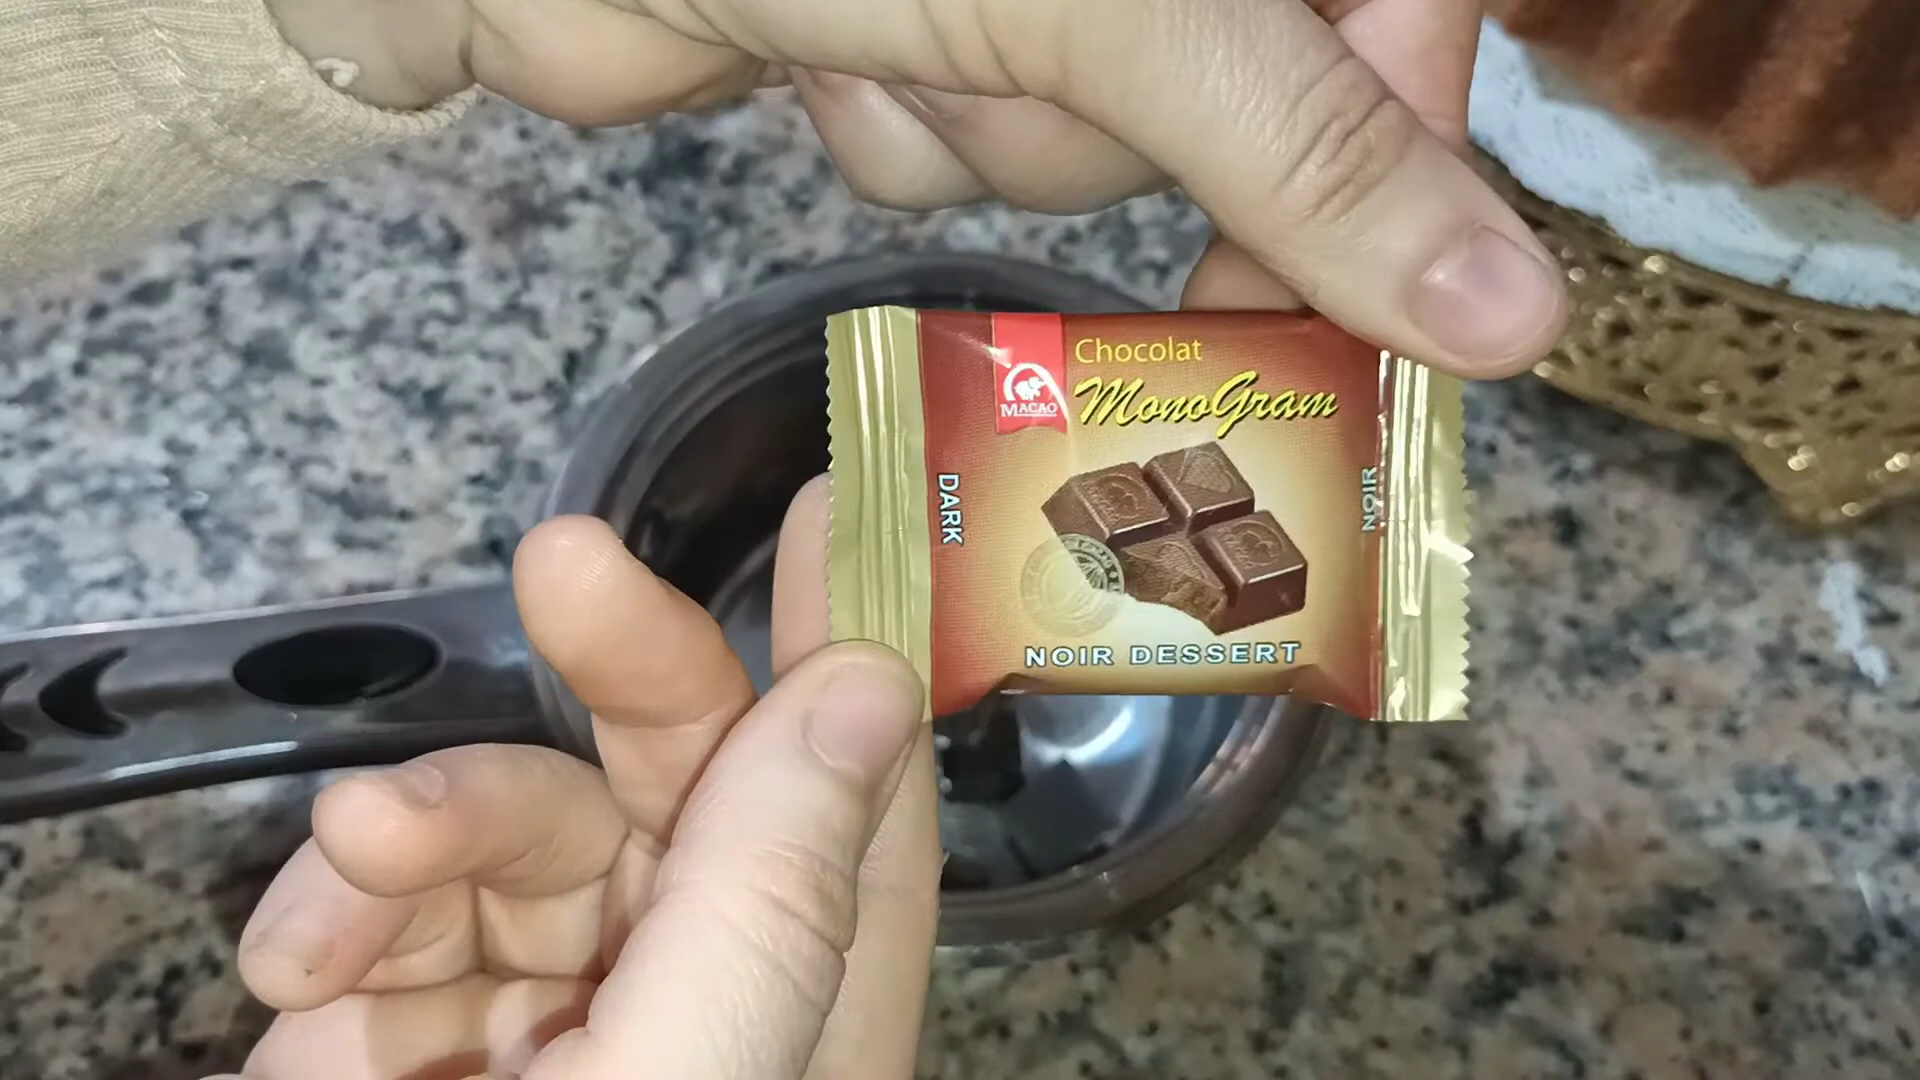 MACAO
Chocolat
MonoGram
DARK
NOIR
NOIR DESSERT